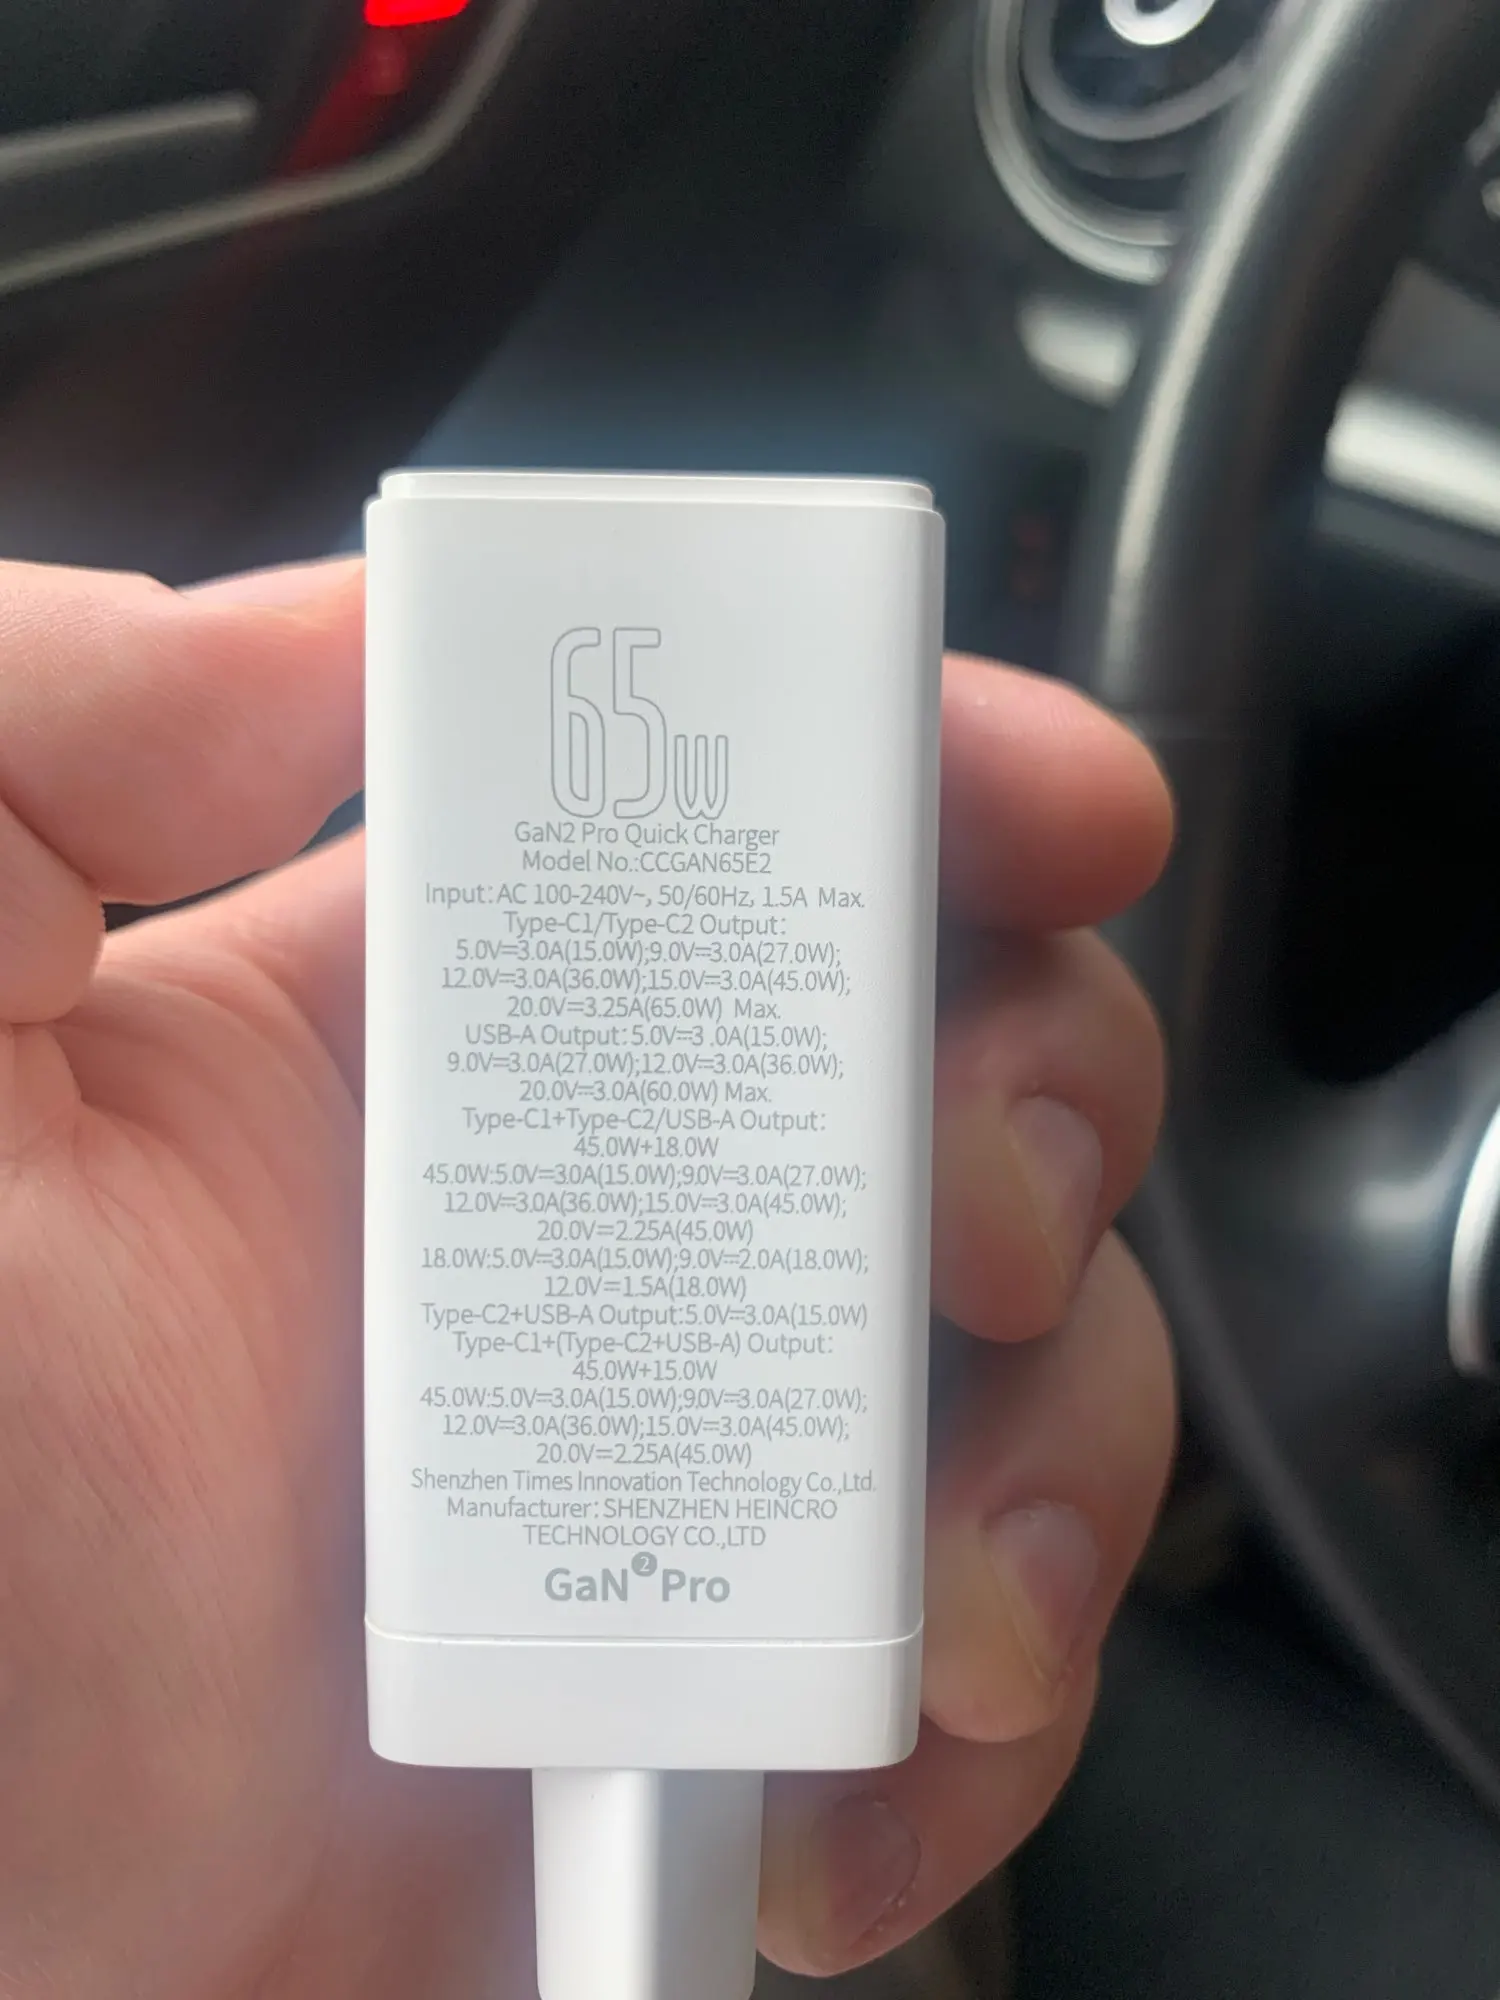 65w
GaN2 Pro Quick Charger
Model No.:CCGAN65E2
Input:AC 100-240V~, 50/60Hz, 1.5A Max.
Type-C1/Type-C2 Output:
5.0V⎓3.0A(15.0W);9.0V⎓3.0A(27.0W);
12.0V⎓3.0A(36.0W);15.0V⎓3.0A(45.0W);
20.0V⎓3.25A(65.0W) Max.
USB-A Output:5.0V⎓3.0A(15.0W);
9.0V⎓3.0A(27.0W);12.0V⎓3.0A(36.0W);
20.0V⎓3.0A(60.0W) Max.
Type-C1+Type-C2/USB-A Output:
45.0W+18.0W
45.0W:5.0V⎓3.0A(15.0W);9.0V⎓3.0A(27.0W);
12.0V⎓3.0A(36.0W);15.0V⎓3.0A(45.0W);
20.0V⎓2.25A(45.0W)
18.0W:5.0V⎓3.0A(15.0W);9.0V⎓2.0A(18.0W);
12.0V⎓1.5A(18.0W)
Type-C2+USB-A Output:5.0V⎓3.0A(15.0W)
Type-C1+(Type-C2+USB-A) Output:
45.0W+15.0W
45.0W:5.0V⎓3.0A(15.0W);9.0V⎓3.0A(27.0W);
12.0V⎓3.0A(36.0W);15.0V⎓3.0A(45.0W);
20.0V⎓2.25A(45.0W)
Shenzhen Times Innovation Technology Co.,Ltd.
Manufacturer: SHENZHEN HEINCRO
TECHNOLOGY CO.,LTD
GaN②Pro